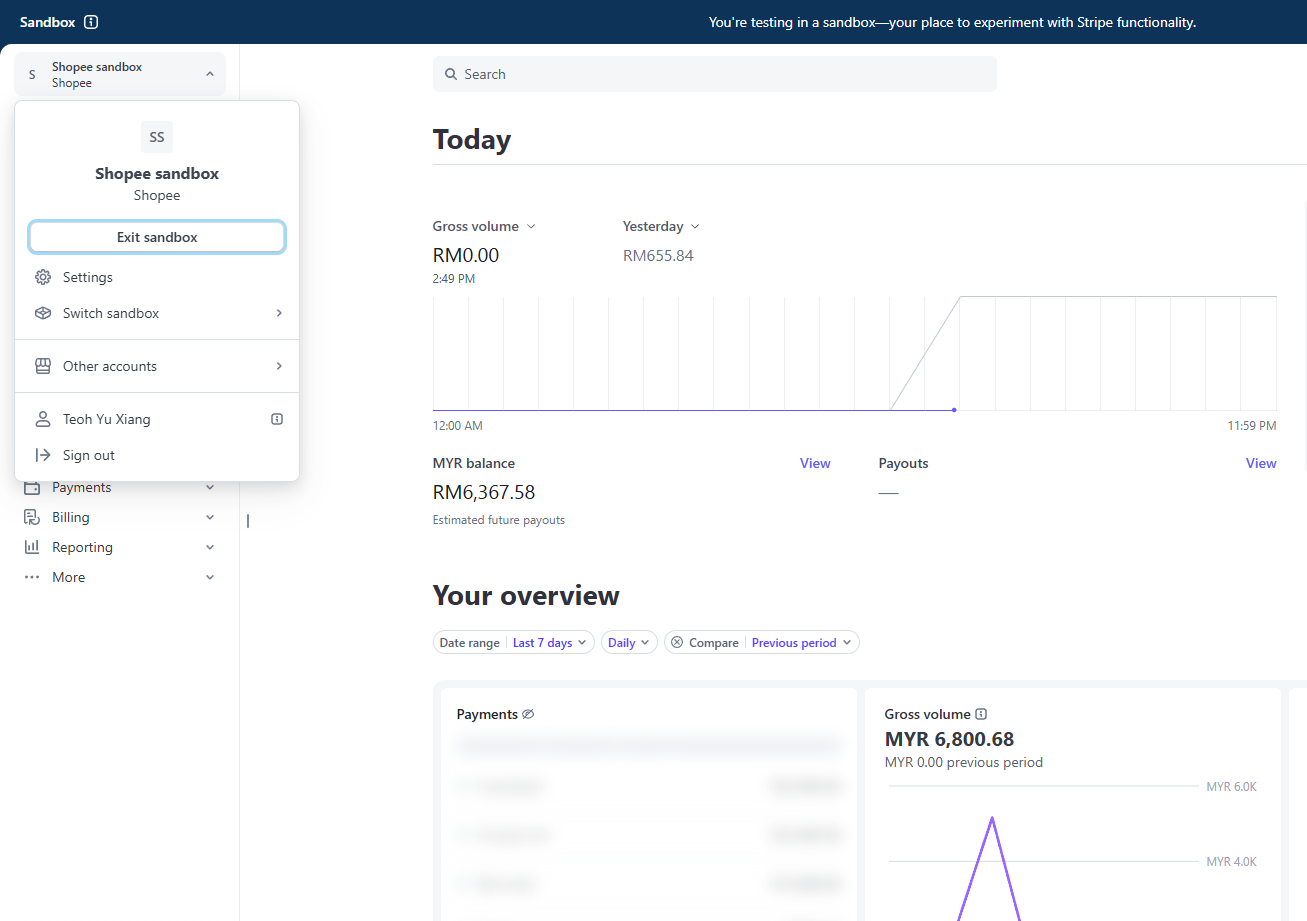 Sandbox
You're testing in a sandbox—your place to experiment with Stripe functionality.
S
Shopee sandbox
Shopee
Search
SS
Shopee sandbox
Shopee
Exit sandbox
Settings
Switch sandbox
Other accounts
Teoh Yu Xiang
Sign out
Payments
Billing
Reporting
More
Today
Gross volume
Yesterday
RM0.00
RM655.84
2:49 PM
12:00 AM
11:59 PM
MYR balance
View
Payouts
View
RM6,367.58
—
Estimated future payouts
Your overview
Date range Last 7 days
Daily
Compare Previous period
Payments
Gross volume
MYR 6,800.68
MYR 0.00 previous period
MYR 6.0K
MYR 4.0K